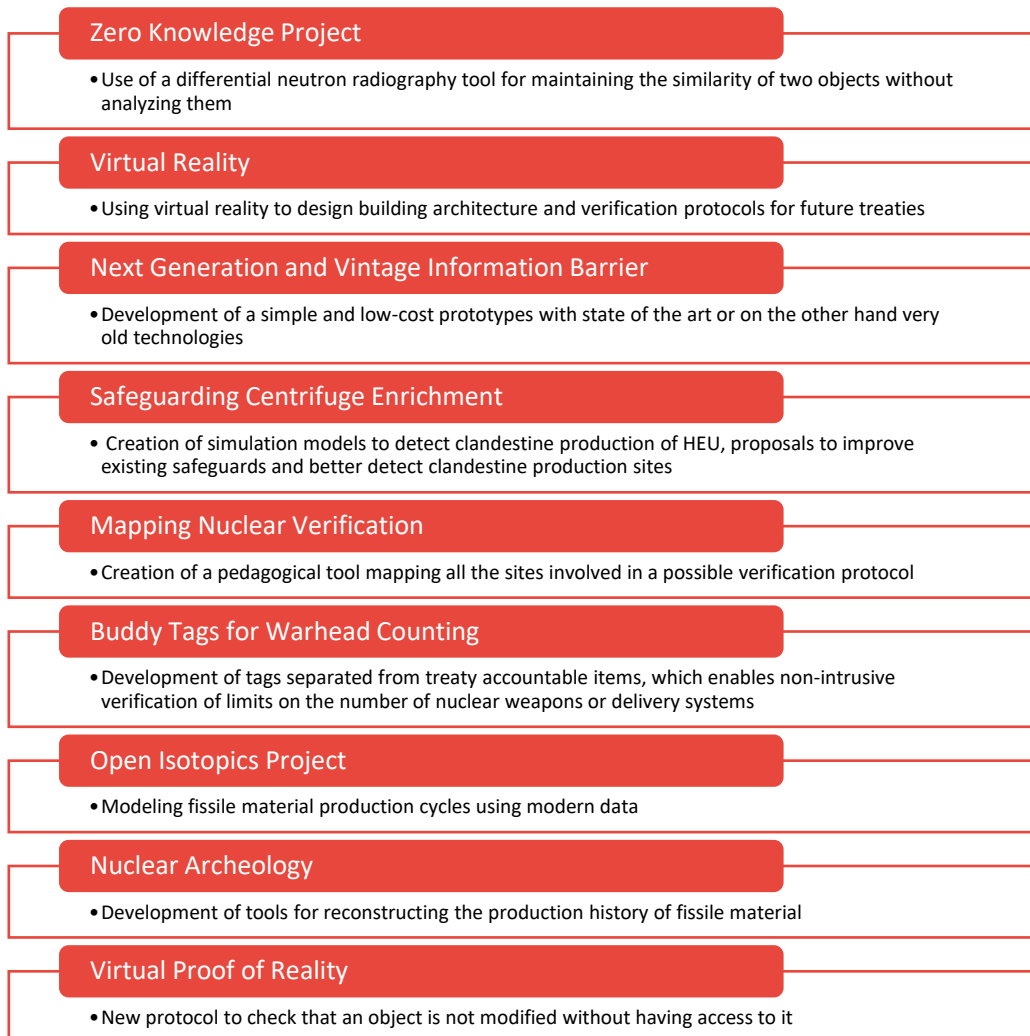 Zero Knowledge Project
•Use of a differential neutron radiography tool for maintaining the similarity of two objects without
analyzing them
Virtual Reality
•Using virtual reality to design building architecture and verification protocols for future treaties
Next Generation and Vintage Information Barrier
•Development of a simple and low-cost prototypes with state of the art or on the other hand very
old technologies
Safeguarding Centrifuge Enrichment
• Creation of simulation models to detect clandestine production of HEU, proposals to improve
existing safeguards and better detect clandestine production sites
Mapping Nuclear Verification
•Creation of a pedagogical tool mapping all the sites involved in a possible verification protocol
Buddy Tags for Warhead Counting
•Development of tags separated from treaty accountable items, which enables non-intrusive
verification of limits on the number of nuclear weapons or delivery systems
Open Isotopics Project
•Modeling fissile material production cycles using modern data
Nuclear Archeology
•Development of tools for reconstructing the production history of fissile material
Virtual Proof of Reality
•New protocol to check that an object is not modified without having access to it